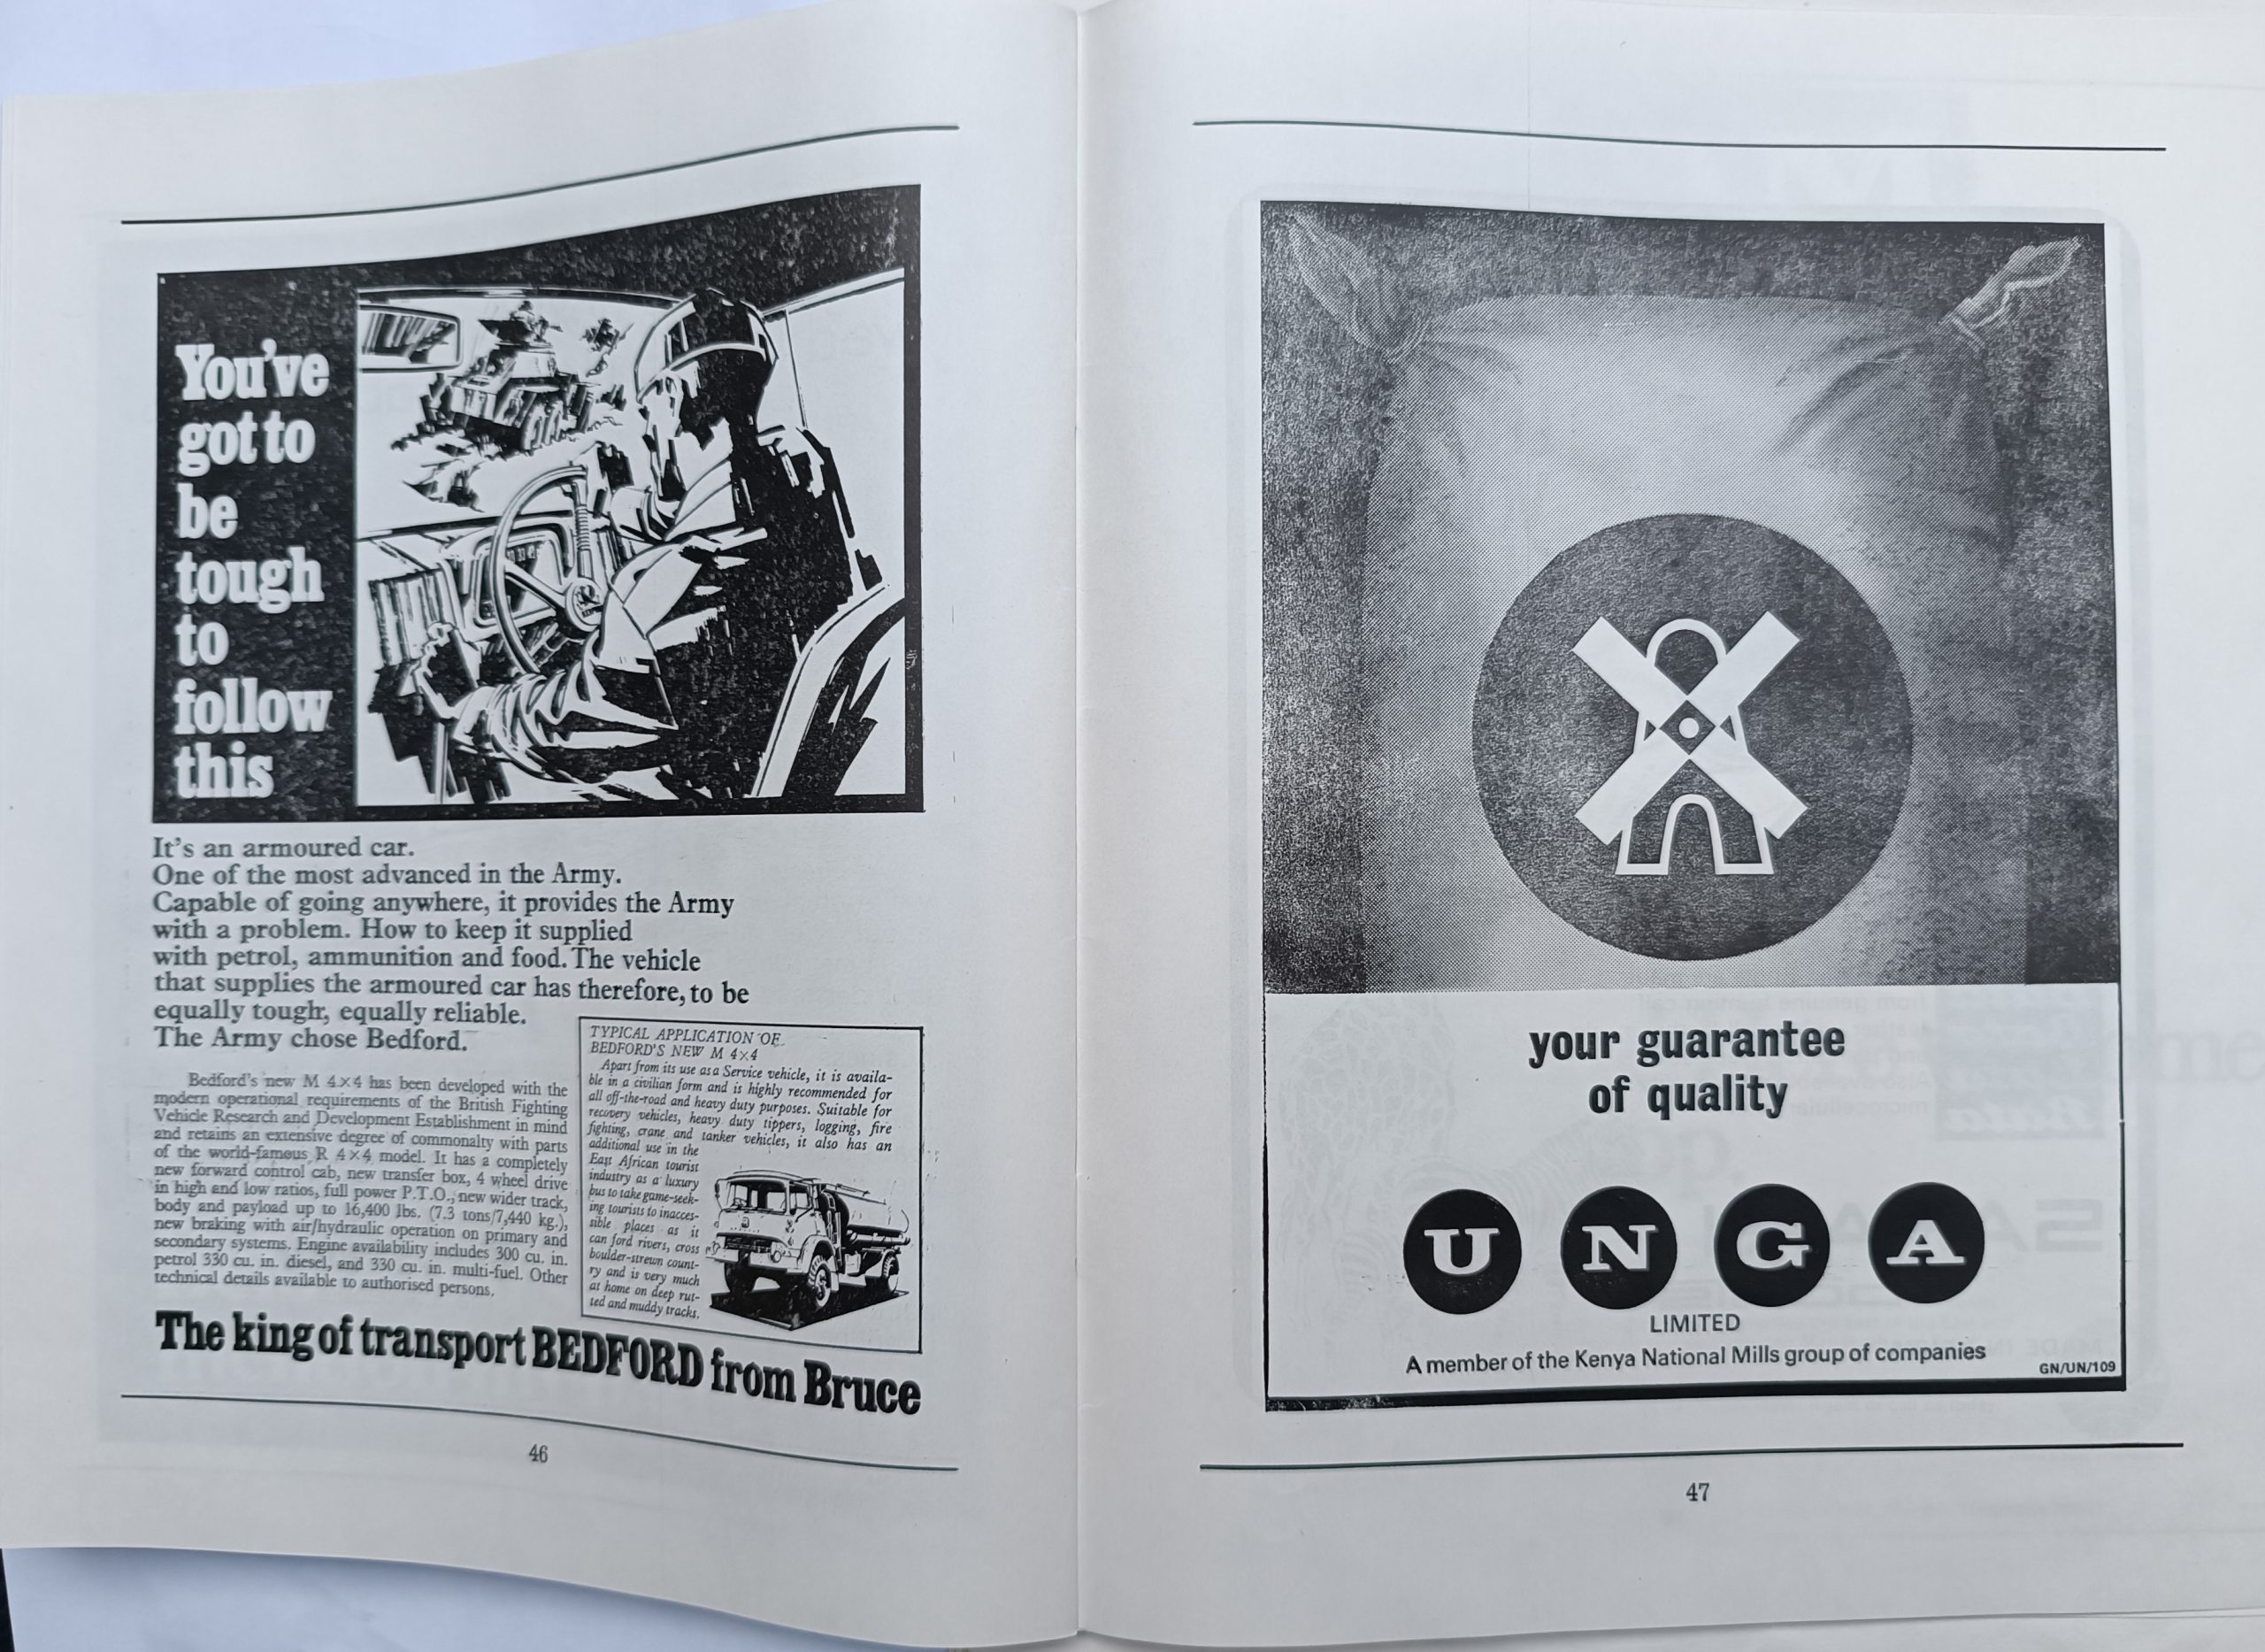 You've
got to
be
tough
to
follow
this
It's an armoured car.
One of the most advanced in the Army.
Capable of going anywhere, it provides the Army
with a problem. How to keep it supplied
with petrol, ammunition and food. The vehicle
that supplies the armoured car has therefore, to be
equally tough, equally reliable.
The Army chose Bedford.
Bedford's new M 4×4 has been developed with the
modern operational requirements of the British Fighting
Vehicle Research and Development Establishment in mind
and retains an extensive degree of commonalty with parts
of the world-famous R 4×4 model. It has a completely
new forward control cab, new transfer box, 4 wheel drive
in high and low ratios, full power P.T.O., new wider track,
body and payload up to 16,400 lbs. (7.3 tons/7,440 kg.),
new braking with air/hydraulic operation on primary and
secondary systems. Engine availability includes 300 cu. in.
petrol 330 cu. in. diesel, and 330 cu. in. multi-fuel. Other
technical details available to authorised persons.
TYPICAL APPLICATION OF
BEDFORD'S NEW M 4×4
Apart from its use as a Service vehicle, it is availa-
ble in a civilian form and is highly recommended for
all off-the-road and heavy duty purposes. Suitable for
recovery vehicles, heavy duty tippers, logging, fire
fighting, crane and tanker vehicles, it also has an
additional use in the
East African tourist
industry as a luxury
bus to take game-seek-
ing tourists to inacces-
sible places as it
can ford rivers, cross
boulder-strewn count-
ry and is very much
at home on deep rut-
ted and muddy tracks.
The king of transport BEDFORD from Bruce
46
your guarantee
of quality
UNGA
LIMITED
A member of the Kenya National Mills group of companies
GN/UN/109
47